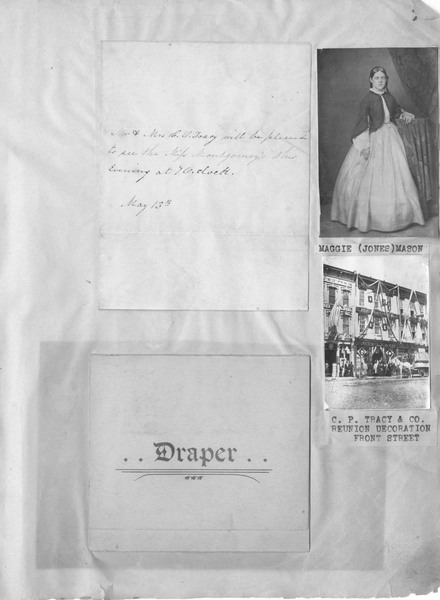 Mr & Mrs C. P. Tracy will be pleased
to see the Miss Montgomery's this
Evening at 7 O.clock.
May 13th
MAGGIE (JONES) MASON
C. P. TRACY & CO.
REUNION DECORATION
FRONT STREET
. . Draper . .